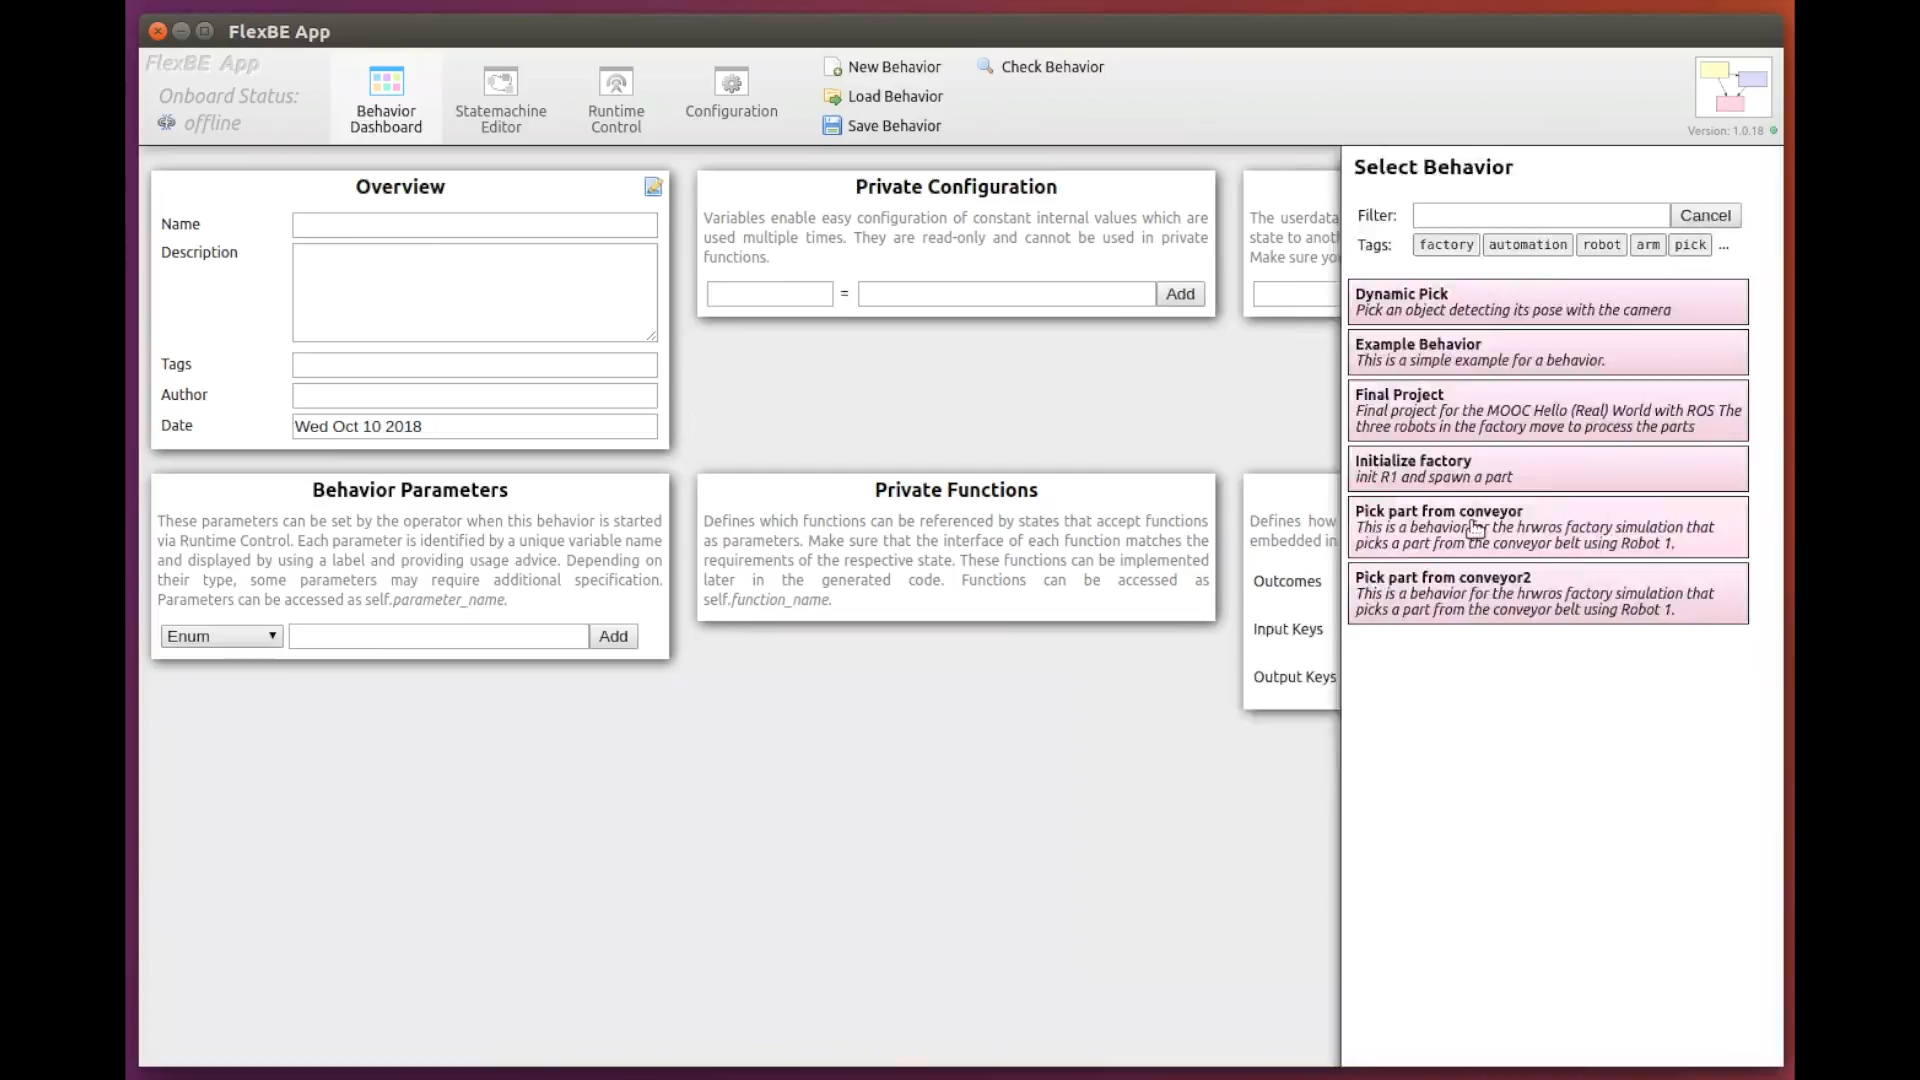 FlexBE App
FlexBE App
Onboard Status:
offline
Behavior
Dashboard
Statemachine
Editor
Runtime
Control
Configuration
New Behavior
Load Behavior
Save Behavior
Check Behavior
Version: 1.0.18
Overview
Name
Description
Tags
Author
Date
Wed Oct 10 2018
Private Configuration
Variables enable easy configuration of constant internal values which are
used multiple times. They are read-only and cannot be used in private
functions.
=
Add
The userdata
state to anot
Make sure yo
Behavior Parameters
These parameters can be set by the operator when this behavior is started
via Runtime Control. Each parameter is identified by a unique variable name
and displayed by using a label and providing usage advice. Depending on
their type, some parameters may require additional specification.
Parameters can be accessed as self.parameter_name.
Enum
Add
Private Functions
Defines which functions can be referenced by states that accept functions
as parameters. Make sure that the interface of each function matches the
requirements of the respective state. These functions can be implemented
later in the generated code. Functions can be accessed as
self.function_name.
Defines how
embedded in
Outcomes
Input Keys
Output Keys
Select Behavior
Filter:
Cancel
Tags:
factory automation robot arm pick ...
Dynamic Pick
Pick an object detecting its pose with the camera
Example Behavior
This is a simple example for a behavior.
Final Project
Final project for the MOOC Hello (Real) World with ROS The
three robots in the factory move to process the parts
Initialize factory
init R1 and spawn a part
Pick part from conveyor
This is a behavior for the hrwros factory simulation that
picks a part from the conveyor belt using Robot 1.
Pick part from conveyor2
This is a behavior for the hrwros factory simulation that
picks a part from the conveyor belt using Robot 1.